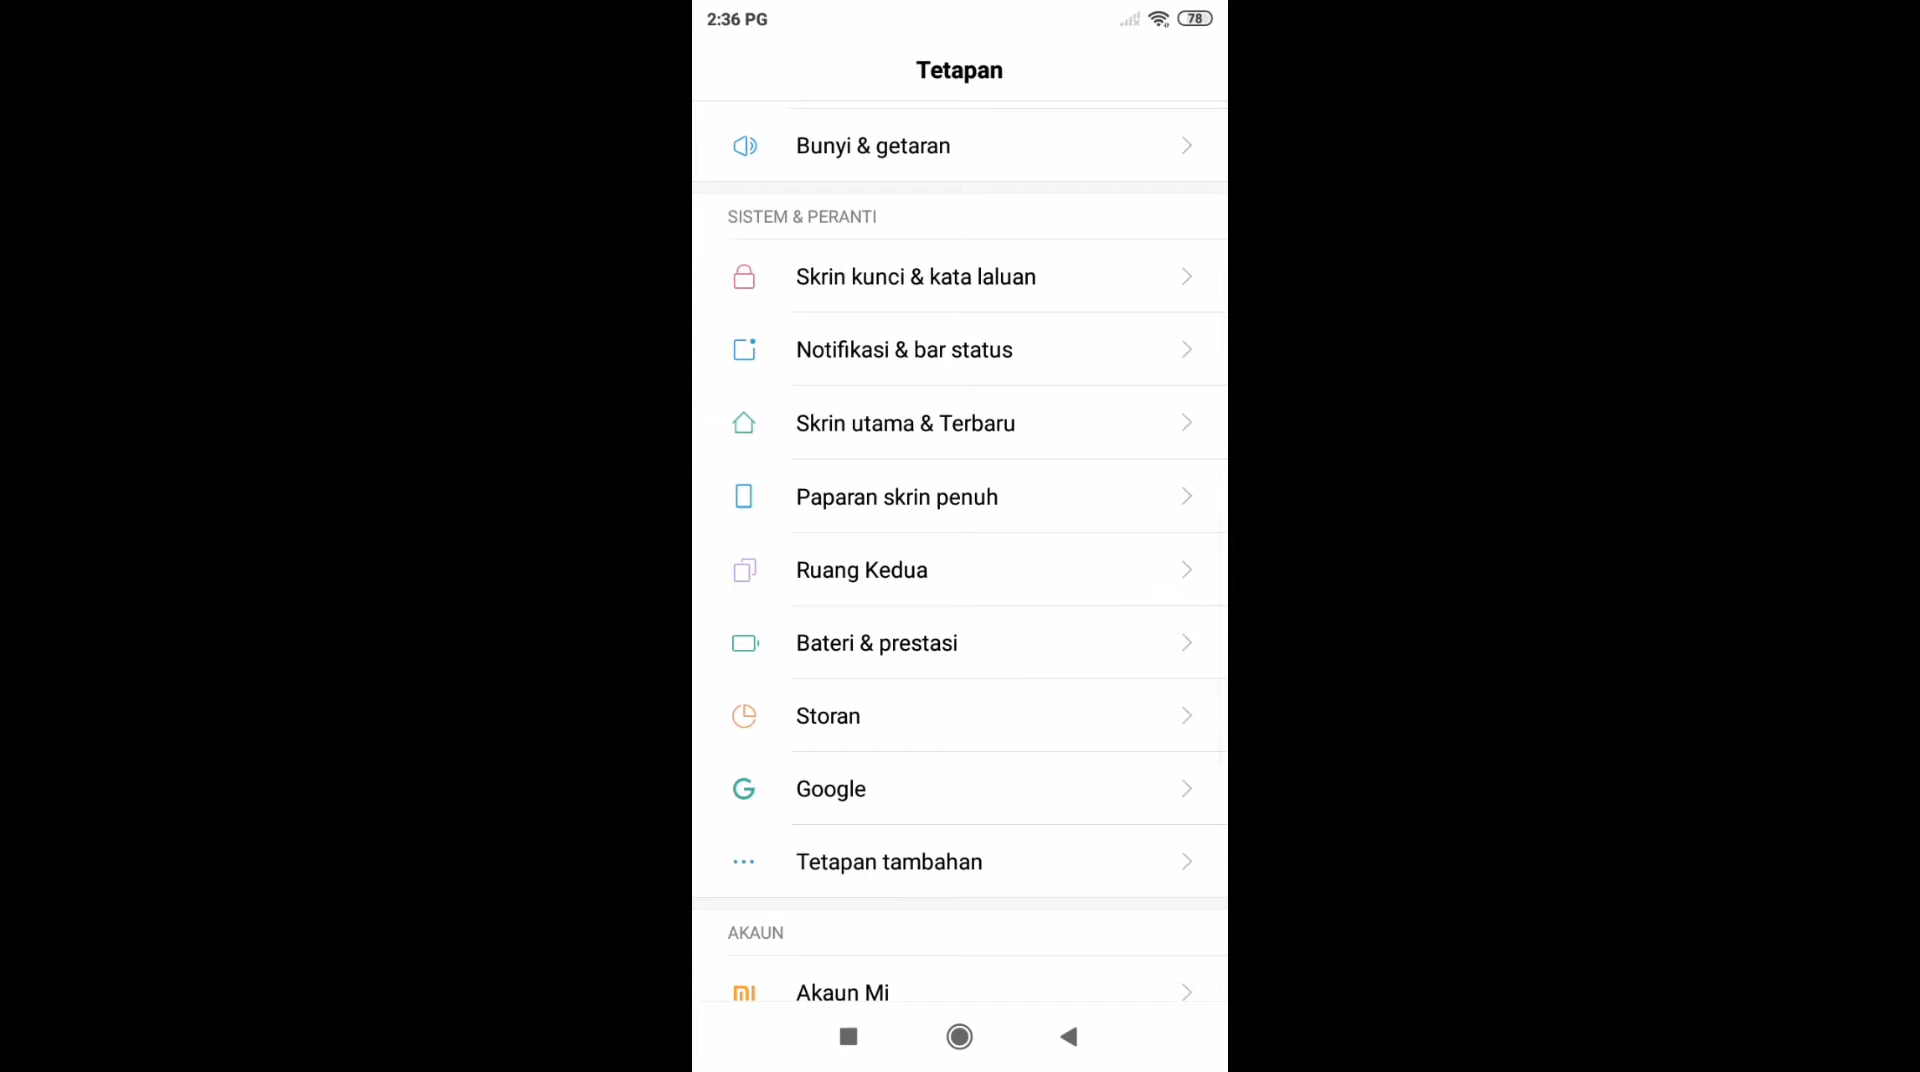 2:36 PG
78
Tetapan
Bunyi & getaran
SISTEM & PERANTI
Skrin kunci & kata laluan
Notifikasi & bar status
Skrin utama & Terbaru
Paparan skrin penuh
Ruang Kedua
Bateri & prestasi
Storan
Google
Tetapan tambahan
AKAUN
Akaun Mi